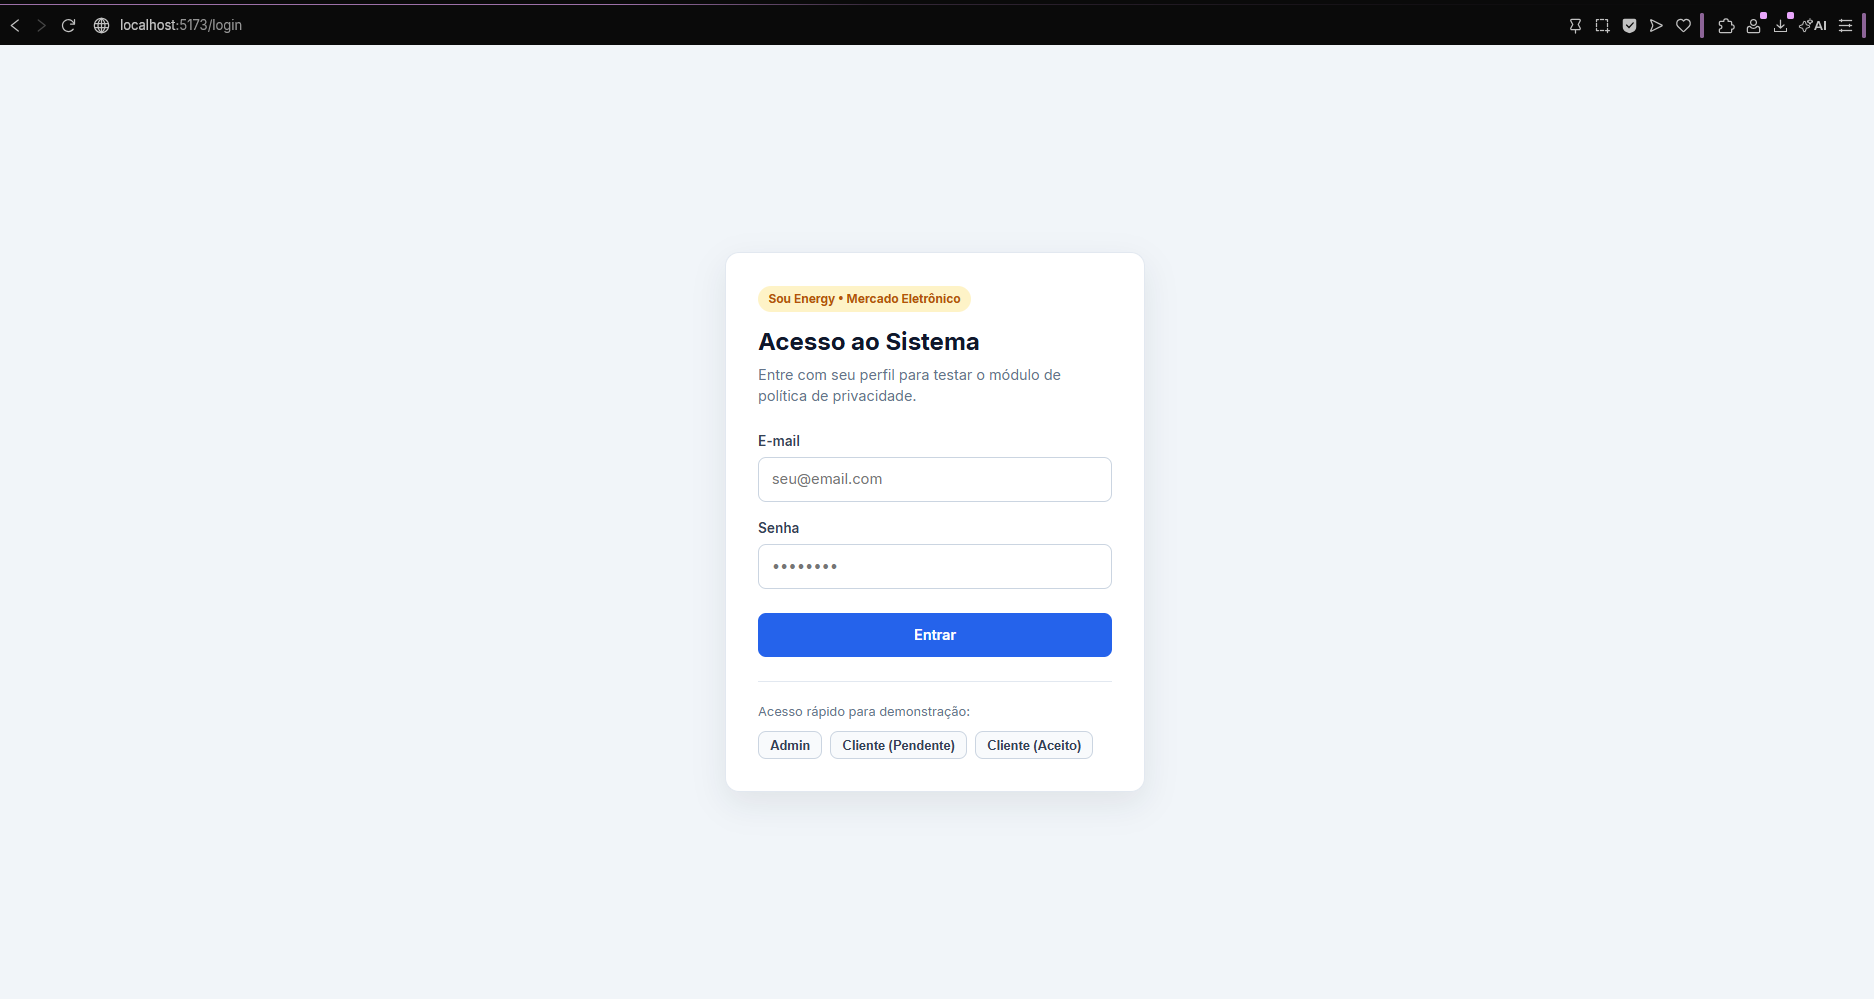 localhost:5173/login
AI
Sou Energy • Mercado Eletrônico
Acesso ao Sistema
Entre com seu perfil para testar o módulo de
política de privacidade.
E-mail
seu@email.com
Senha
••••••••
Entrar
Acesso rápido para demonstração:
Admin
Cliente (Pendente)
Cliente (Aceito)